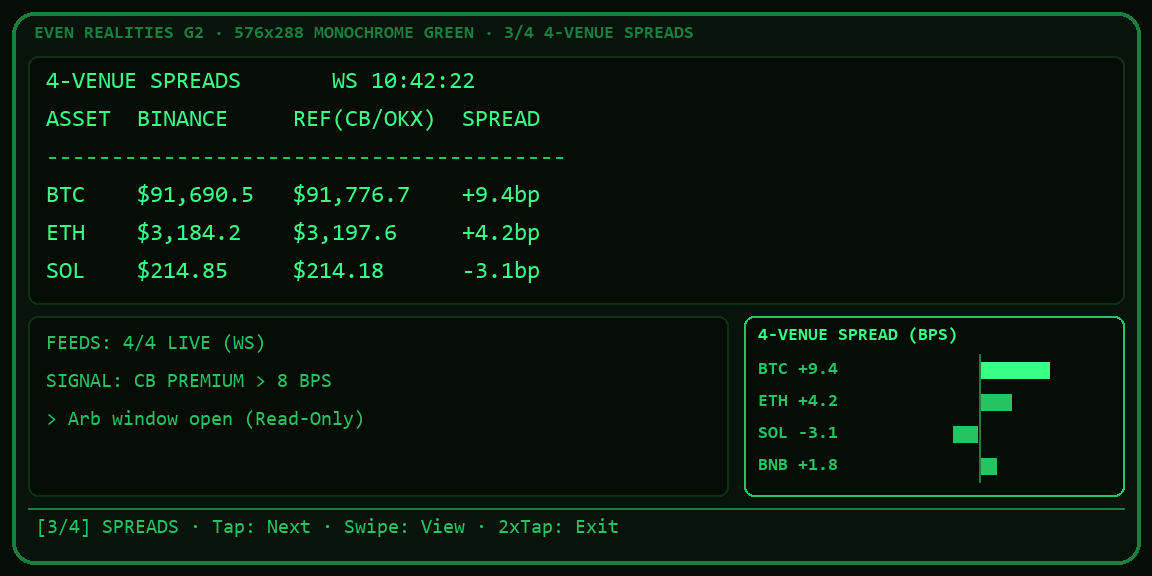 EVEN REALITIES G2 · 576x288 MONOCHROME GREEN · 3/4 4-VENUE SPREADS
4-VENUE SPREADS       WS 10:42:22
ASSET  BINANCE     REF(CB/OKX)  SPREAD
----------------------------------------
BTC    $91,690.5   $91,776.7    +9.4bp
ETH    $3,184.2    $3,197.6     +4.2bp
SOL    $214.85     $214.18      -3.1bp
FEEDS: 4/4 LIVE (WS)
SIGNAL: CB PREMIUM > 8 BPS
> Arb window open (Read-Only)
4-VENUE SPREAD (BPS)
BTC +9.4
ETH +4.2
SOL -3.1
BNB +1.8
[3/4] SPREADS · Tap: Next · Swipe: View · 2xTap: Exit